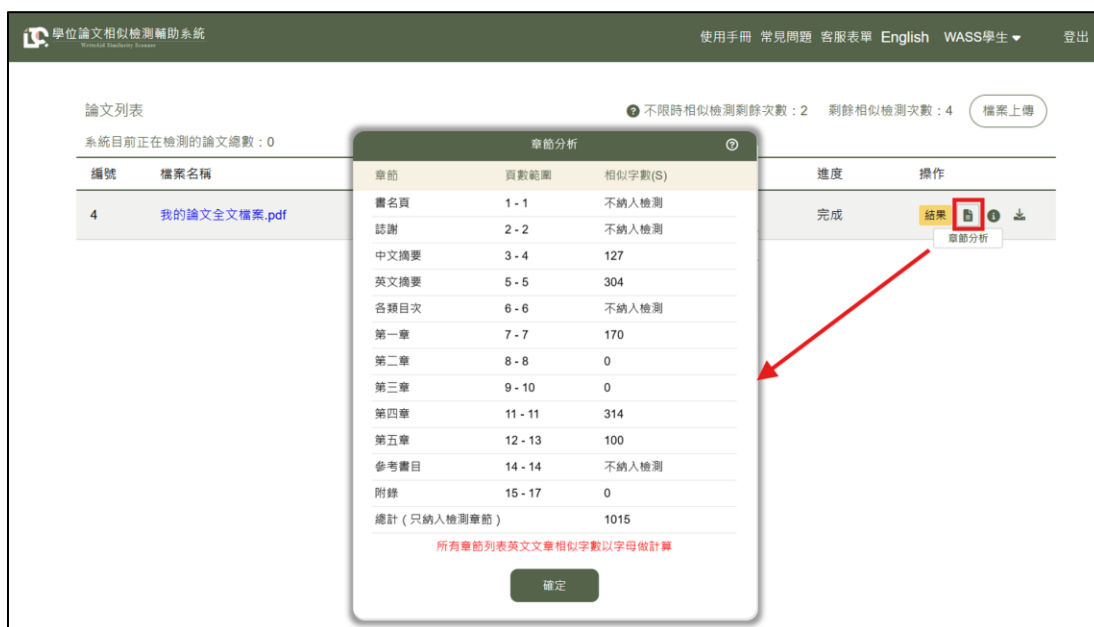 學位論文相似檢測輔助系統
使用手冊 常見問題 客服表單 English WASS學生 登出
論文列表
不限時相似檢測剩餘次數：2 剩餘相似檢測次數：4 檔案上傳
系統目前正在檢測的論文總數：0
編號 檔案名稱 進度 操作
4 我的論文全文檔案.pdf 完成 結果
章節分析
章節分析
章節 頁數範圍 相似字數(S)
書名頁 1 - 1 不納入檢測
誌謝 2 - 2 不納入檢測
中文摘要 3 - 4 127
英文摘要 5 - 5 304
各類目次 6 - 6 不納入檢測
第一章 7 - 7 170
第二章 8 - 8 0
第三章 9 - 10 0
第四章 11 - 11 314
第五章 12 - 13 100
參考書目 14 - 14 不納入檢測
附錄 15 - 17 0
總計（只納入檢測章節） 1015
所有章節列表英文文章相似字數以字母做計算
確定